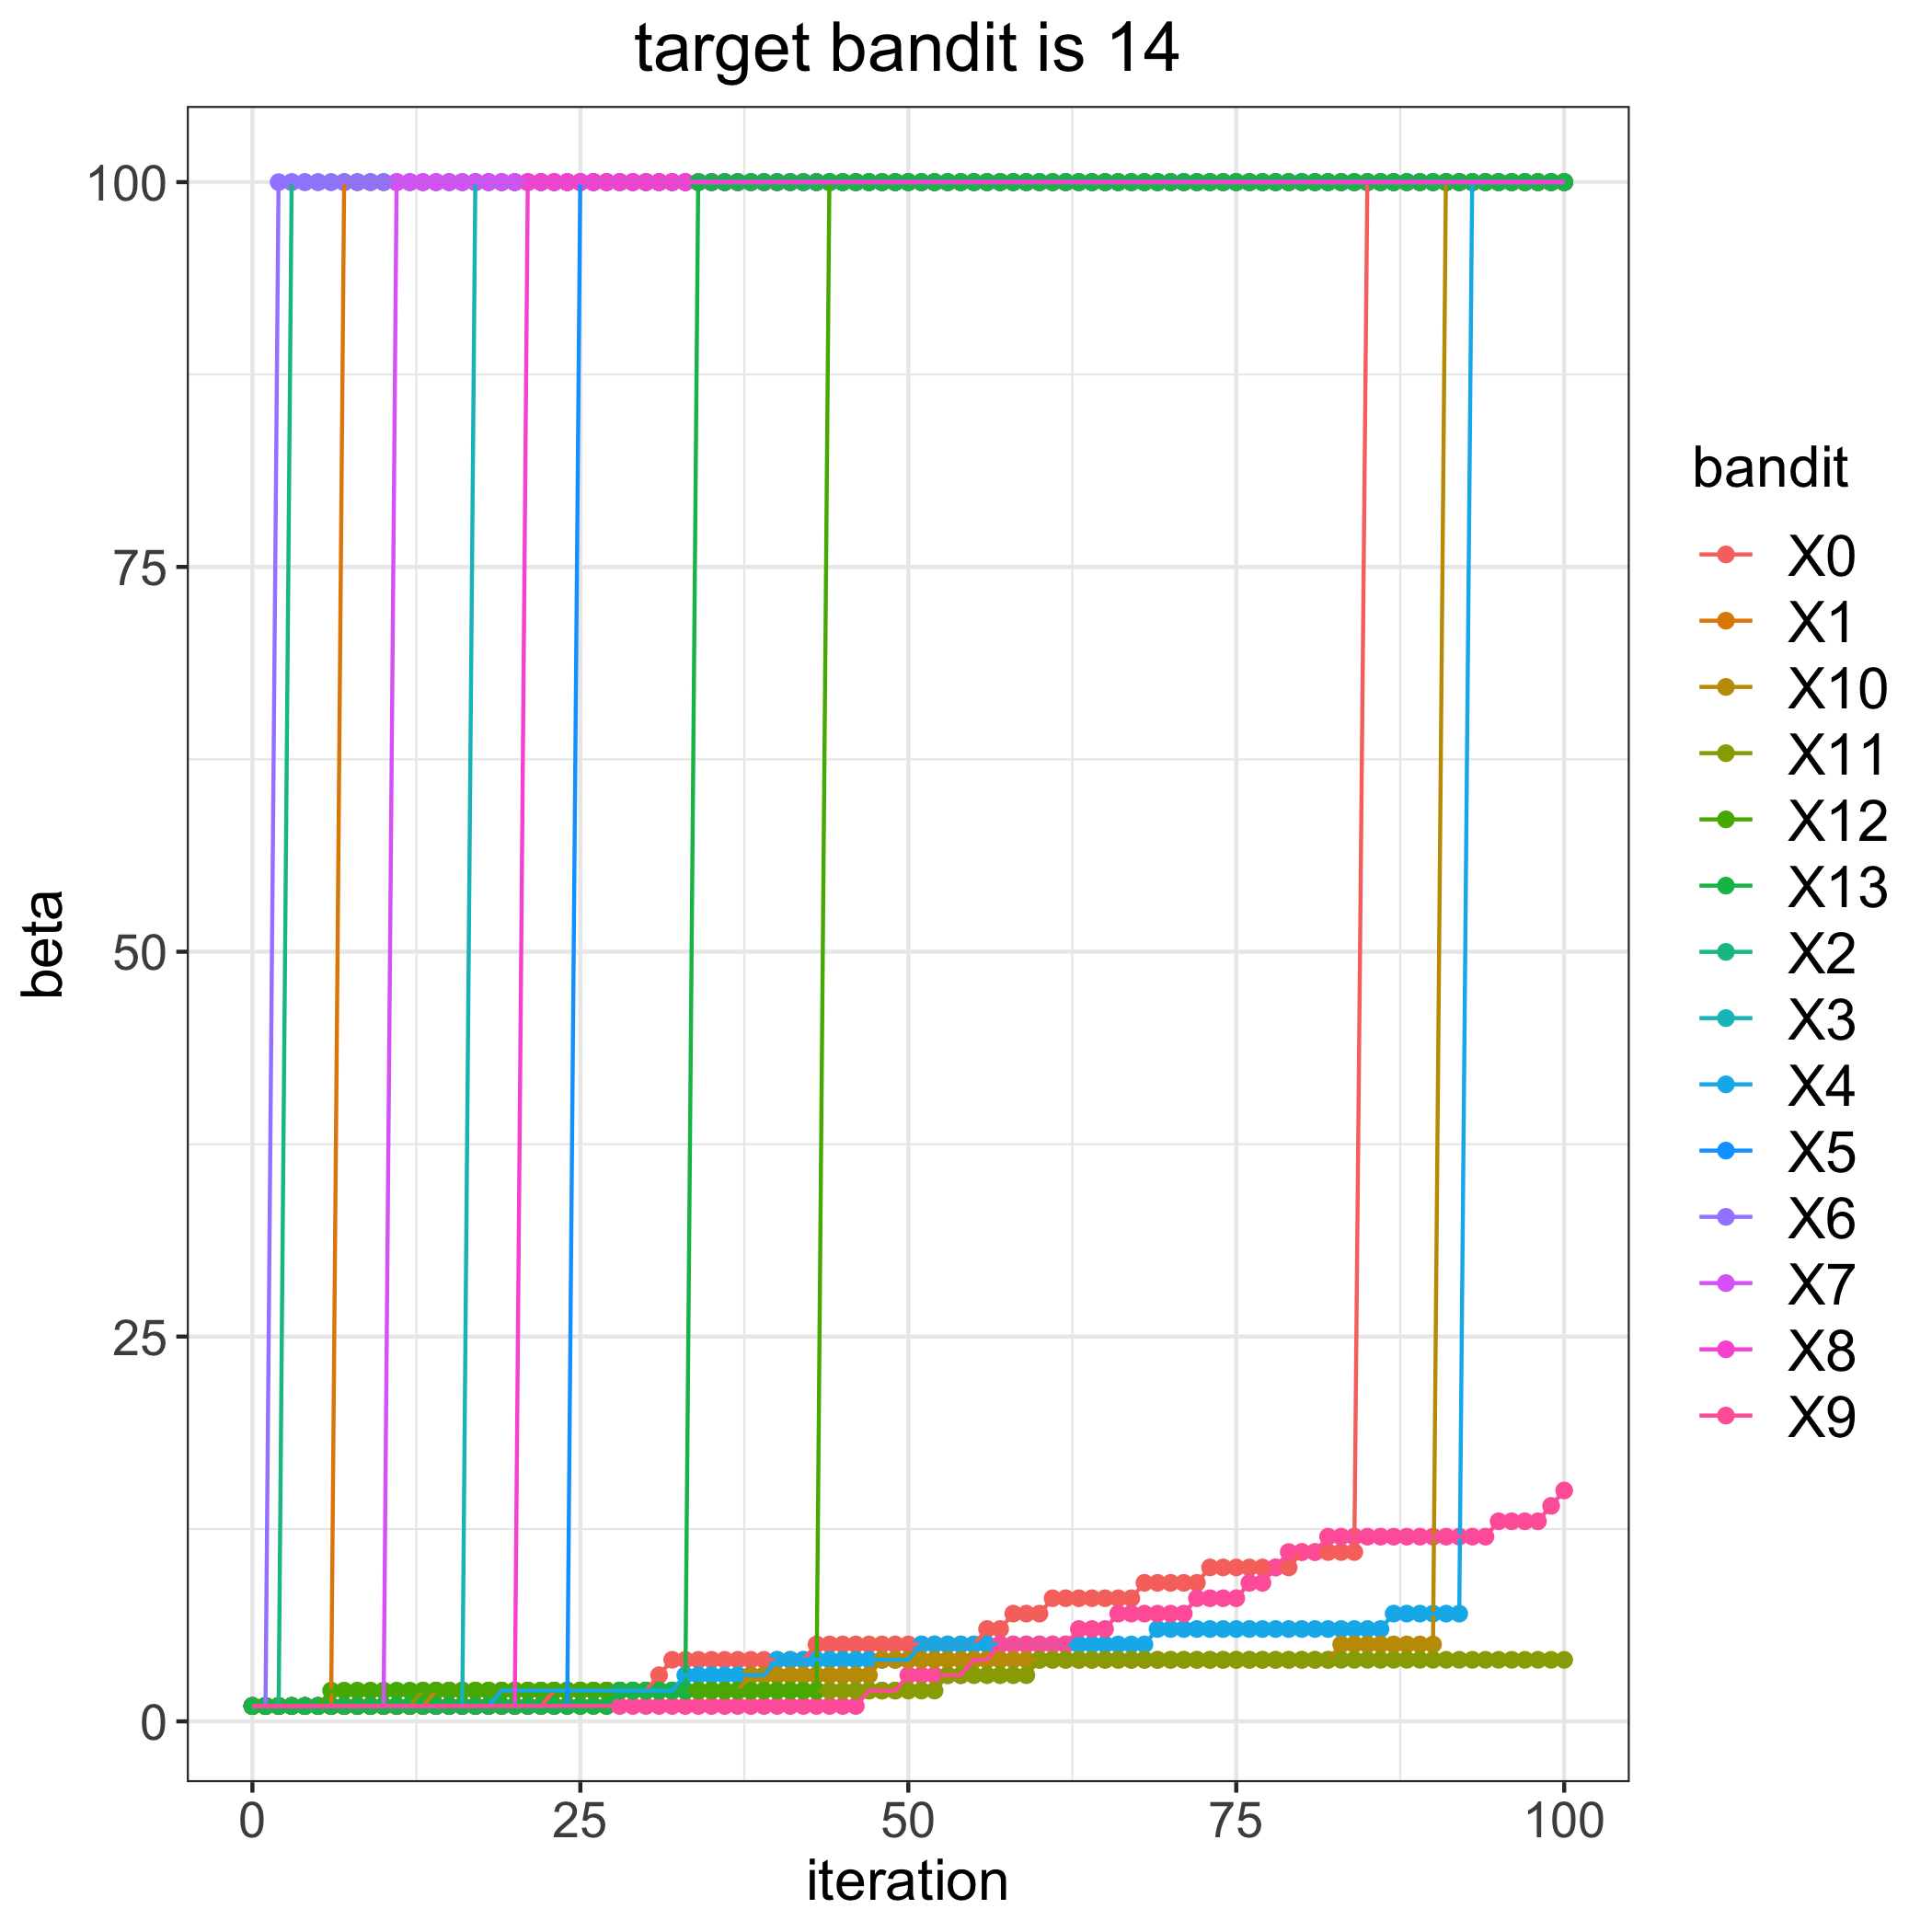 target bandit is 14
100
75
50
25
0
beta
0 25 50 75 100
iteration
bandit
X0
X1
X10
X11
X12
X13
X2
X3
X4
X5
X6
X7
X8
X9